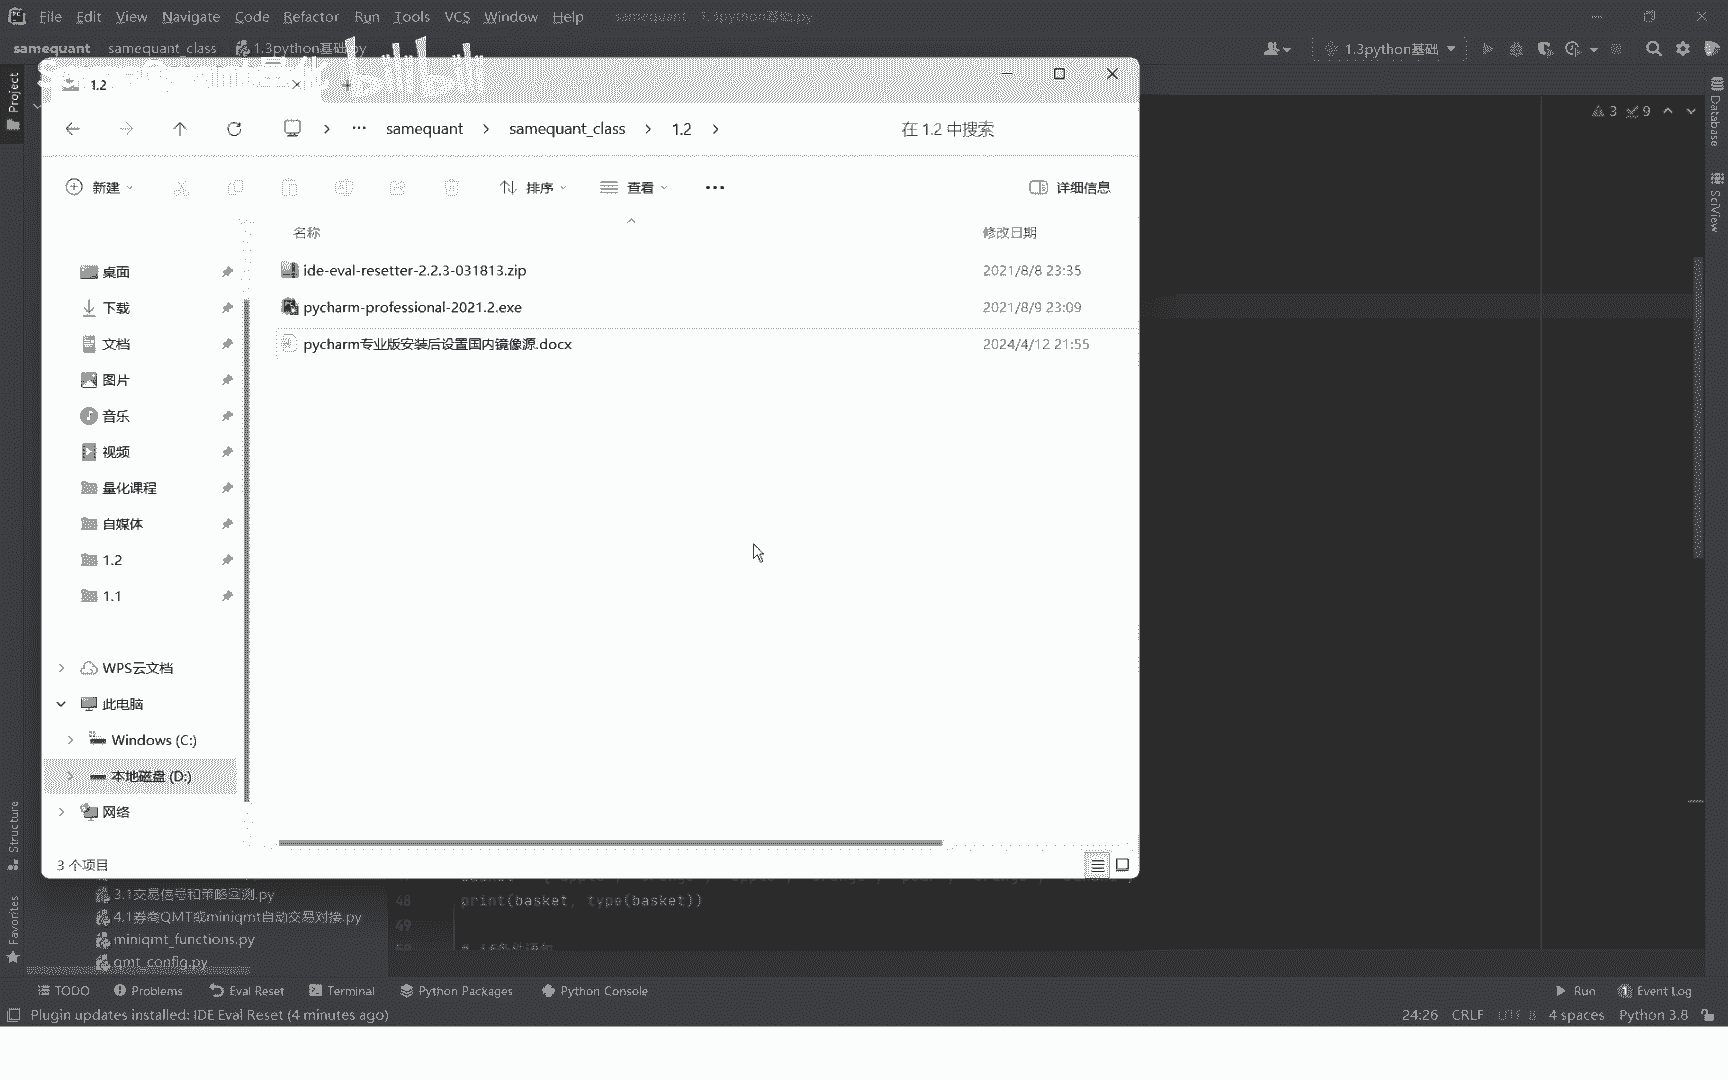 File Edit View Navigate Code Refactor Run Tools VCS Window Help samequant - 1.3python基础.py
samequant samequant_class 1.3python基础.py
1.3python基础
bilibili
1.2
samequant samequant_class 1.2
在 1.2 中搜索
新建 排序 查看 详细信息
名称 修改日期
ide-eval-resetter-2.2.3-031813.zip 2021/8/8 23:35
pycharm-professional-2021.2.exe 2021/8/9 23:09
pycharm专业版安装后设置国内镜像源.docx 2024/4/12 21:55
桌面
下载
文档
图片
音乐
视频
量化课程
自媒体
1.2
1.1
WPS云文档
此电脑
Windows (C:)
本地磁盘 (D:)
网络
3 个项目
Project
Structure
Favorites
3 9
Database
SciView
3.1交易信号和策略监测.py
4.1券商QMT或miniqmt自动交易对接.py
miniqmt_functions.py
qmt_config.py
48 print(basket, type(basket))
49
TODO Problems Eval Reset Terminal Python Packages Python Console Run 1 Event Log
Plugin updates installed: IDE Eval Reset (4 minutes ago) 24:26 CRLF UTF-8 4 spaces Python 3.8